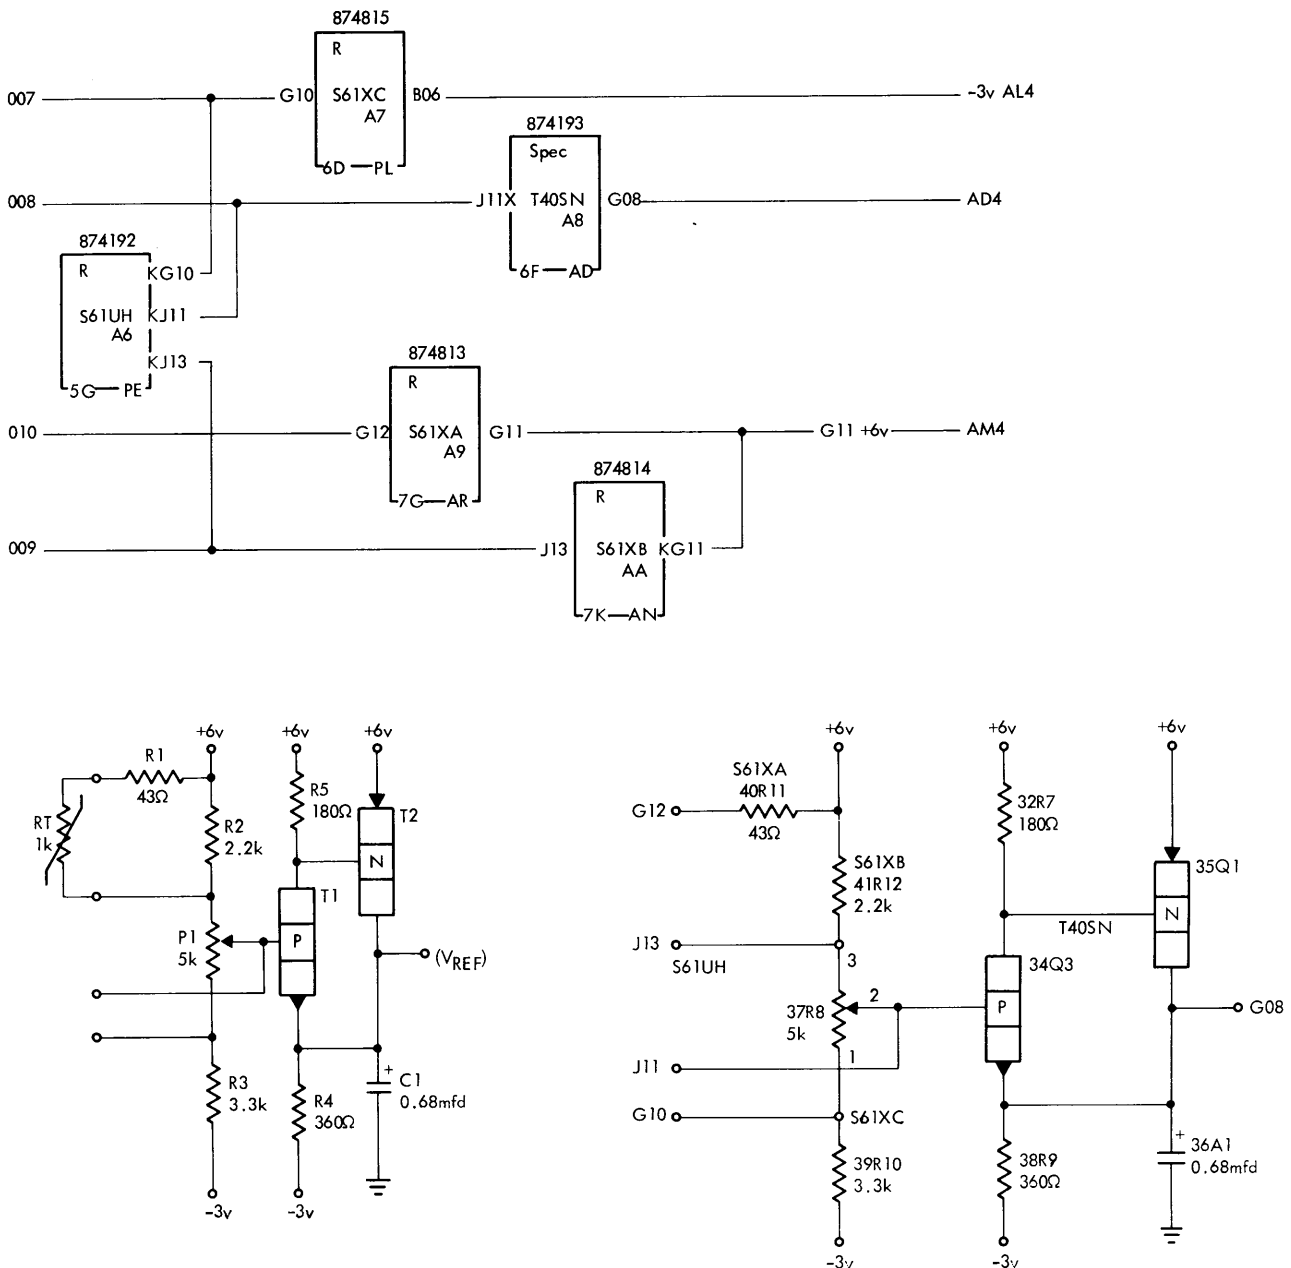 874815
R
007
G10
S61XC
B06
-3v AL4
A7
874193
6D PL
Spec
008
J11X
T40SN
G08
AD4
A8
874192
R
KG10
6F AD
S61UH
KJ11
A6
874813
KJ13
R
5G PE
010
G12
S61XA
G11
G11 +6v
AM4
A9
874814
7G AR
R
009
J13
S61XB
KG11
AA
7K AN
+6v
+6v
+6v
R1
43Ω
R5
180Ω
RT
1k
R2
2.2k
T2
N
T1
P1
5k
P
(VREF)
R3
3.3k
R4
360Ω
+
C1
0.68mfd
-3v
-3v
+6v
+6v
+6v
S61XA
40R11
G12
43Ω
32R7
180Ω
S61XB
41R12
2.2k
35Q1
N
T40SN
J13
S61UH
3
34Q3
37R8
5k
2
P
G08
J11
1
G10
S61XC
39R10
3.3k
38R9
360Ω
+
36A1
0.68mfd
-3v
-3v